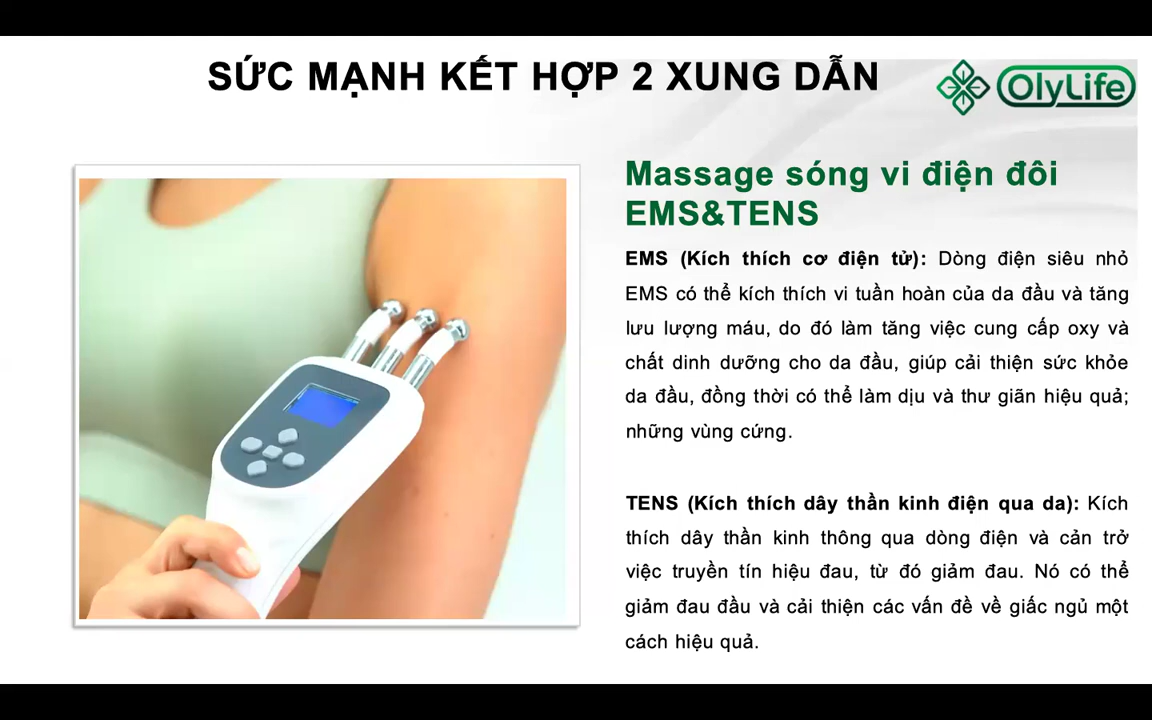 SỨC MẠNH KẾT HỢP 2 XUNG DẪN
OlyLife
Massage sóng vi điện đôi
EMS&TENS
EMS (Kích thích cơ điện tử): Dòng điện siêu nhỏ
EMS có thể kích thích vi tuần hoàn của da đầu và tăng
lưu lượng máu, do đó làm tăng việc cung cấp oxy và
chất dinh dưỡng cho da đầu, giúp cải thiện sức khỏe
da đầu, đồng thời có thể làm dịu và thư giãn hiệu quả;
những vùng cứng.
TENS (Kích thích dây thần kinh điện qua da): Kích
thích dây thần kinh thông qua dòng điện và cản trở
việc truyền tín hiệu đau, từ đó giảm đau. Nó có thể
giảm đau đầu và cải thiện các vấn đề về giấc ngủ một
cách hiệu quả.